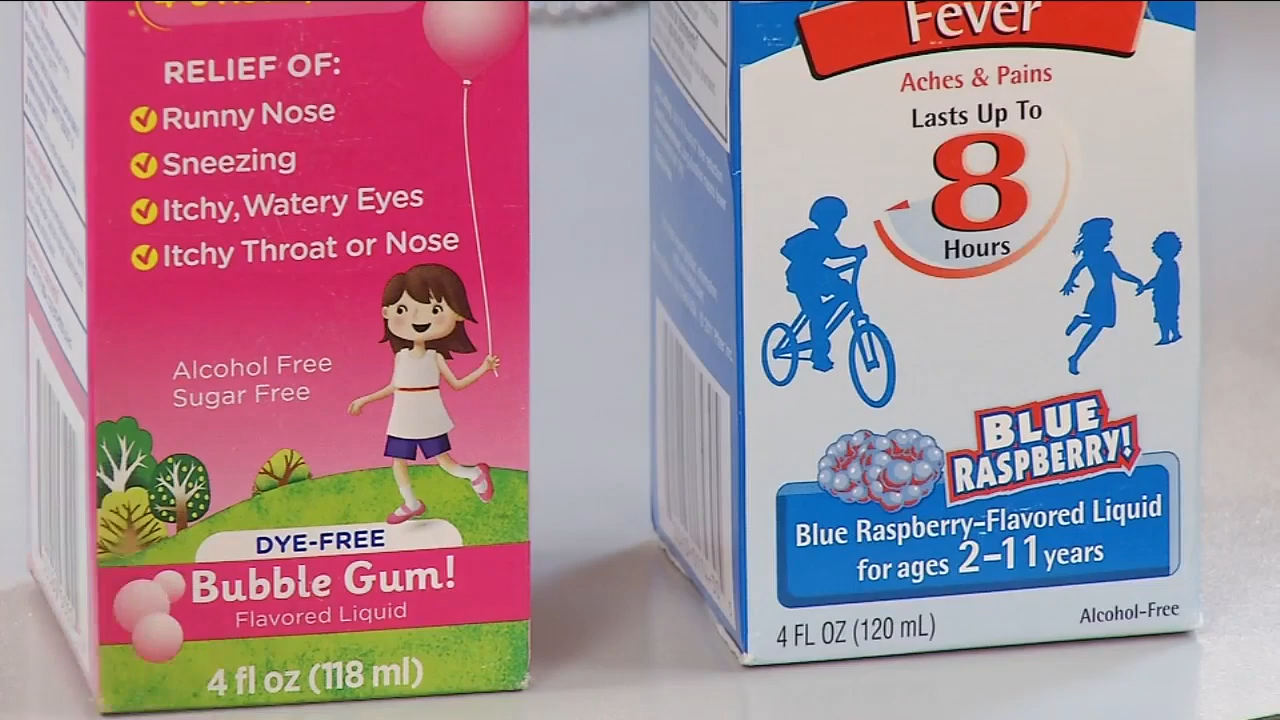 RELIEF OF:
Runny Nose
Sneezing
Itchy, Watery Eyes
Itchy Throat or Nose
Alcohol Free
Sugar Free
DYE-FREE
Bubble Gum!
Flavored Liquid
4 fl oz (118 ml)
Fever
Aches & Pains
Lasts Up To
8
Hours
BLUE
RASPBERRY!
Blue Raspberry-Flavored Liquid
for ages 2-11 years
4 FL OZ (120 mL)
Alcohol-Free